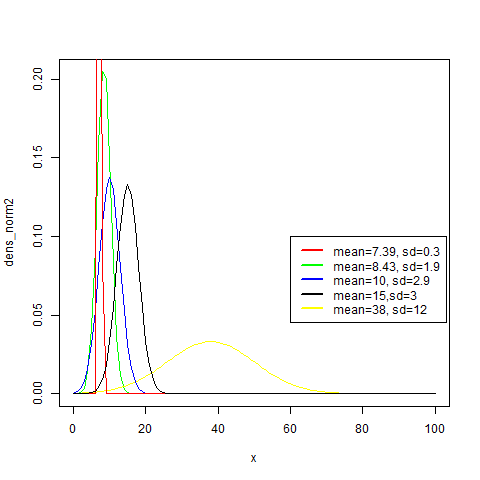 dens_norm2
0.20
0.15
0.10
0.05
0.00
mean=7.39, sd=0.3
mean=8.43, sd=1.9
mean=10, sd=2.9
mean=15,sd=3
mean=38, sd=12
0 20 40 60 80 100
x